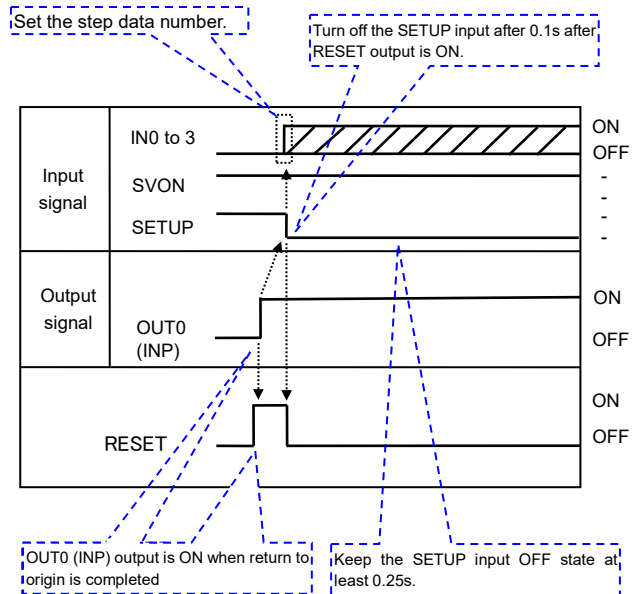 Set the step data number.
Turn off the SETUP input after 0.1s after
RESET output is ON.
IN0 to 3
ON
OFF
Input
signal
SVON
-
-
SETUP
-
-
Output
signal
ON
OUT0
(INP)
OFF
ON
RESET
OFF
OUT0 (INP) output is ON when return to
origin is completed
Keep the SETUP input OFF state at
least 0.25s.